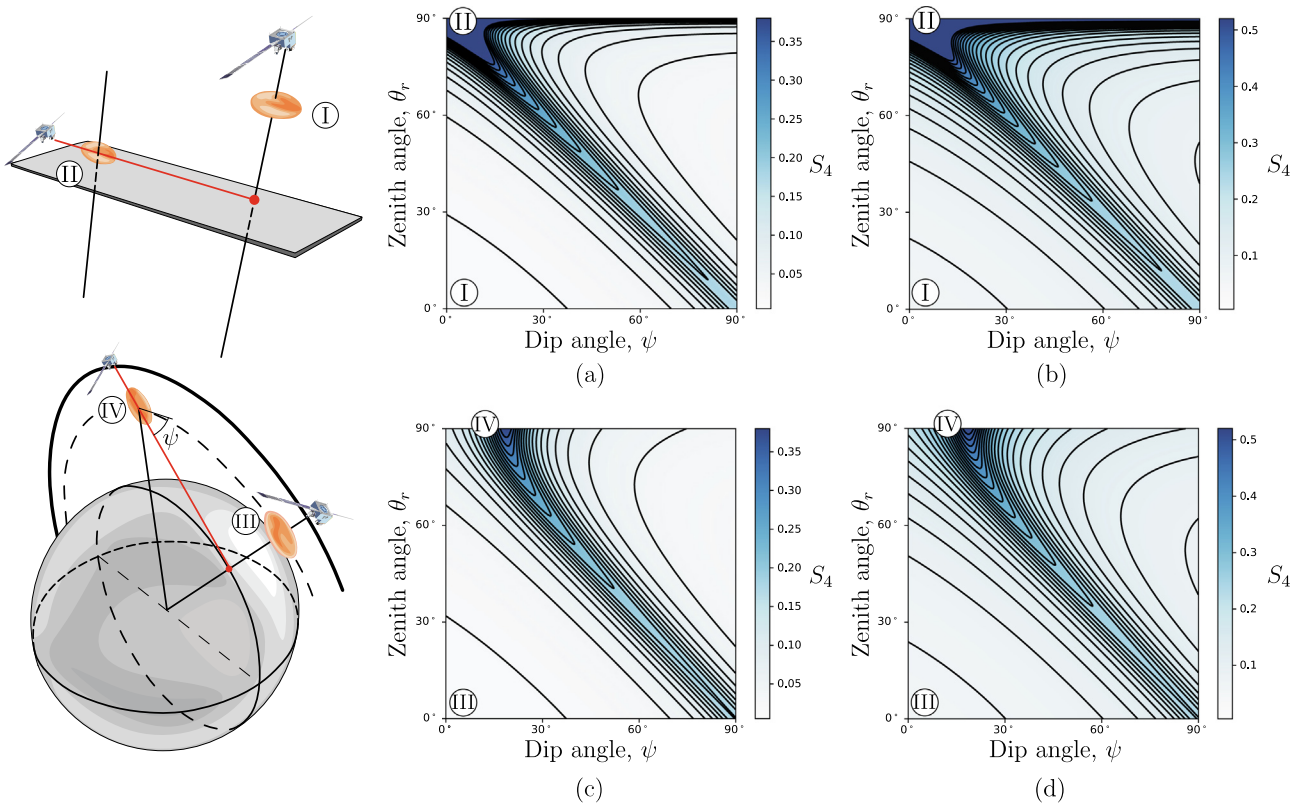 I
II
II
90°
60°
30°
0°
Zenith angle, θr
I
0° 30° 60° 90°
Dip angle, ψ
0.35
0.30
0.25
0.20
0.15
0.10
0.05
S4
(a)
II
90°
60°
30°
0°
Zenith angle, θr
I
0° 30° 60° 90°
Dip angle, ψ
0.5
0.4
0.3
0.2
0.1
S4
(b)
IV
ψ
III
IV
90°
60°
30°
0°
Zenith angle, θr
III
0° 30° 60° 90°
Dip angle, ψ
0.35
0.30
0.25
0.20
0.15
0.10
0.05
S4
(c)
IV
90°
60°
30°
0°
Zenith angle, θr
III
0° 30° 60° 90°
Dip angle, ψ
0.5
0.4
0.3
0.2
0.1
S4
(d)